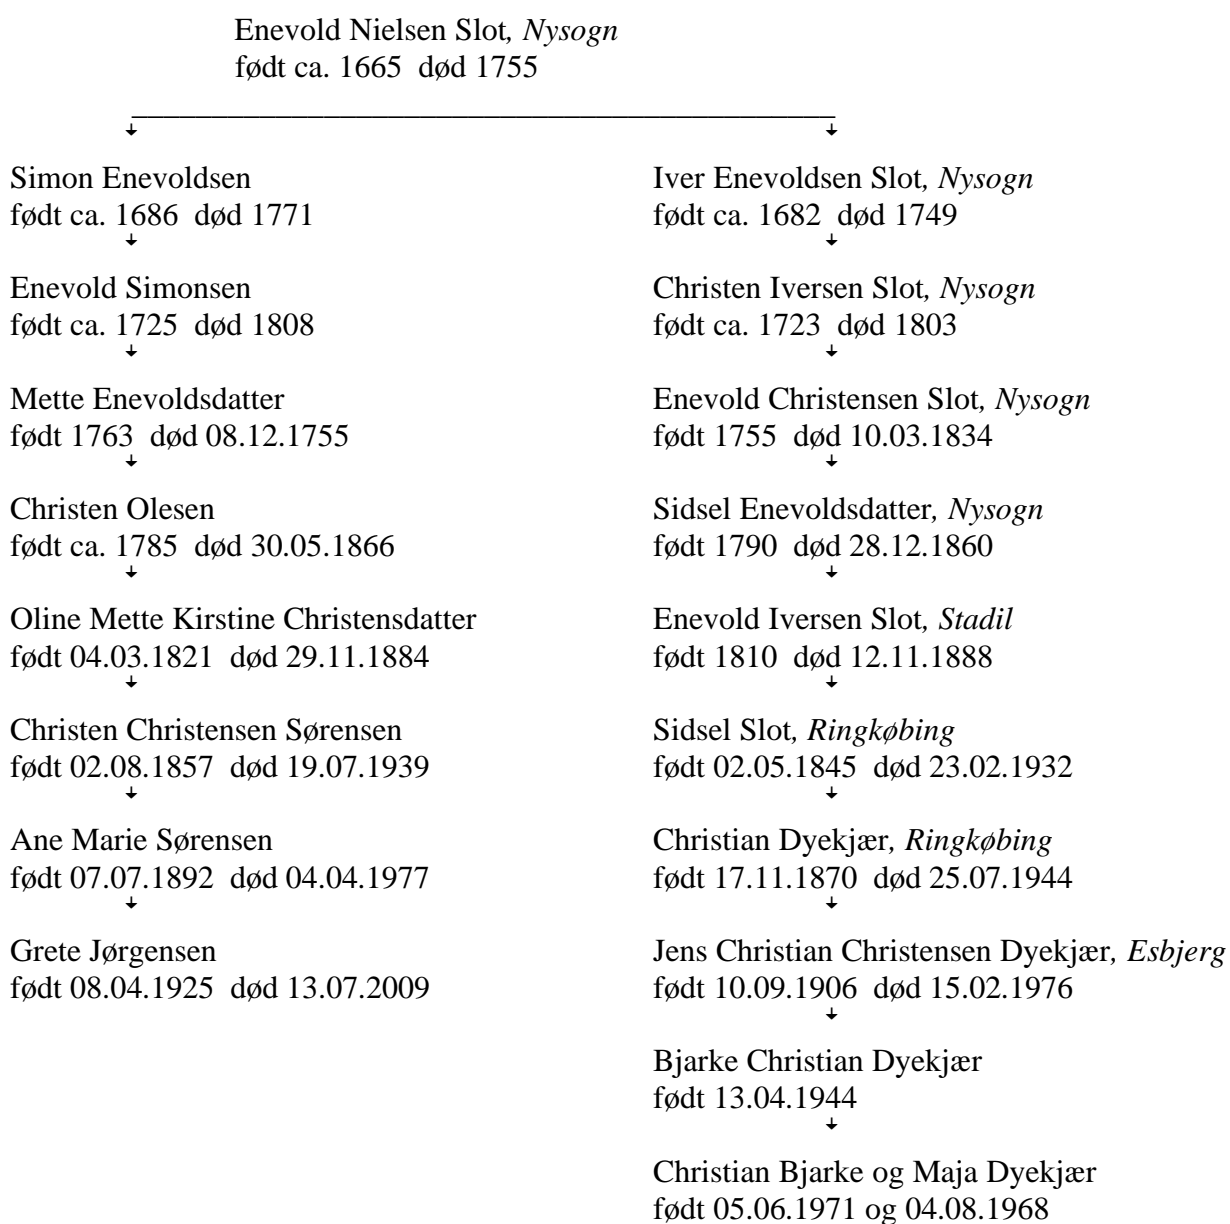 Enevold Nielsen Slot, Nysogn
født ca. 1665 død 1755
Simon Enevoldsen
født ca. 1686 død 1771
Iver Enevoldsen Slot, Nysogn
født ca. 1682 død 1749
Enevold Simonsen
født ca. 1725 død 1808
Christen Iversen Slot, Nysogn
født ca. 1723 død 1803
Mette Enevoldsdatter
født 1763 død 08.12.1755
Enevold Christensen Slot, Nysogn
født 1755 død 10.03.1834
Christen Olesen
født ca. 1785 død 30.05.1866
Sidsel Enevoldsdatter, Nysogn
født 1790 død 28.12.1860
Oline Mette Kirstine Christensdatter
født 04.03.1821 død 29.11.1884
Enevold Iversen Slot, Stadil
født 1810 død 12.11.1888
Christen Christensen Sørensen
født 02.08.1857 død 19.07.1939
Sidsel Slot, Ringkøbing
født 02.05.1845 død 23.02.1932
Ane Marie Sørensen
født 07.07.1892 død 04.04.1977
Christian Dyekjær, Ringkøbing
født 17.11.1870 død 25.07.1944
Grete Jørgensen
født 08.04.1925 død 13.07.2009
Jens Christian Christensen Dyekjær, Esbjerg
født 10.09.1906 død 15.02.1976
Bjarke Christian Dyekjær
født 13.04.1944
Christian Bjarke og Maja Dyekjær
født 05.06.1971 og 04.08.1968